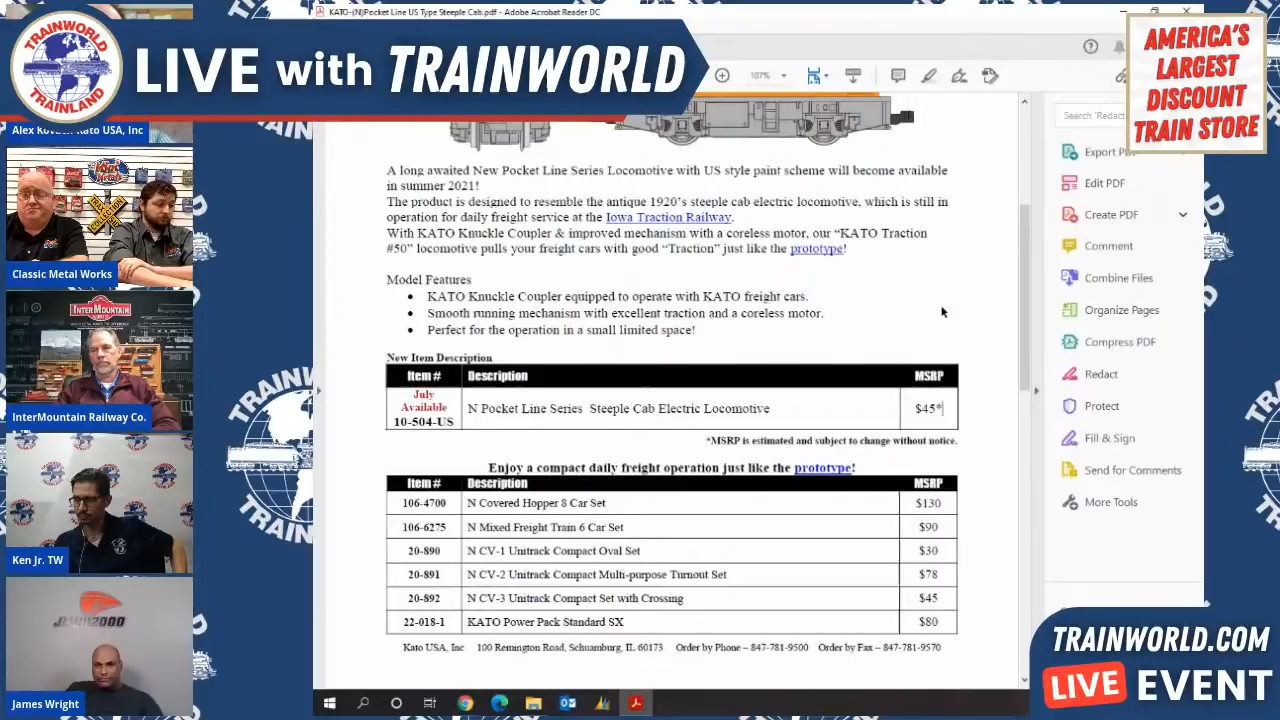 KATO-(N)Pocket Line US Type Steeple Cab.pdf - Adobe Acrobat Reader DC
TRAINWORLD
TRAINLAND
LIVE with TRAINWORLD
AMERICA'S
LARGEST
DISCOUNT
TRAIN STORE
107%
Search 'Redact
Export PDF
Edit PDF
Create PDF
Comment
Combine Files
Organize Pages
Compress PDF
Redact
Protect
Fill & Sign
Send for Comments
More Tools
Alex Kovach Kato USA, Inc
Classic Metal Works
INTERMOUNTAIN
InterMountain Railway Co.
Ken Jr. TW
James Wright
A long awaited New Pocket Line Series Locomotive with US style paint scheme will become available
in summer 2021!
The product is designed to resemble the antique 1920's steeple cab electric locomotive, which is still in
operation for daily freight service at the Iowa Traction Railway.
With KATO Knuckle Coupler & improved mechanism with a coreless motor, our "KATO Traction
#50" locomotive pulls your freight cars with good "Traction" just like the prototype!
Model Features
• KATO Knuckle Coupler equipped to operate with KATO freight cars.
• Smooth running mechanism with excellent traction and a coreless motor.
• Perfect for the operation in a small limited space!
New Item Description
Item # Description MSRP
July
Available
10-504-US N Pocket Line Series Steeple Cab Electric Locomotive $45*
*MSRP is estimated and subject to change without notice.
Enjoy a compact daily freight operation just like the prototype!
Item # Description MSRP
106-4700 N Covered Hopper 8 Car Set $130
106-6275 N Mixed Freight Train 6 Car Set $90
20-890 N CV-1 Unitrack Compact Oval Set $30
20-891 N CV-2 Unitrack Compact Multi-purpose Turnout Set $78
20-892 N CV-3 Unitrack Compact Set with Crossing $45
22-018-1 KATO Power Pack Standard SX $80
Kato USA, Inc 100 Remington Road, Schaumburg, IL 60173 Order by Phone – 847-781-9500 Order by Fax – 847-781-9570
TRAINWORLD.COM
LIVE EVENT